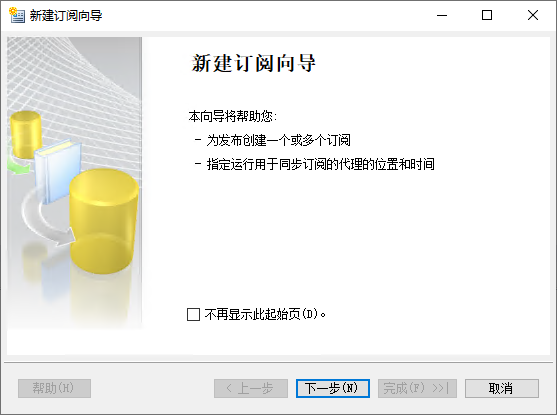 新建订阅向导
新建订阅向导
本向导将帮助您:
- 为发布创建一个或多个订阅
- 指定运行用于同步订阅的代理的位置和时间
不再显示此起始页(D)。
帮助(H)
< 上一步
下一步(N)
完成(F) >>|
取消